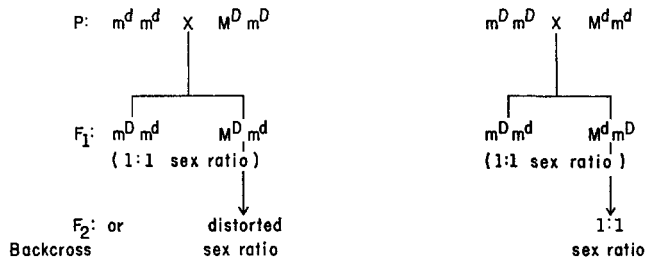 P: m^d m^d X M^D m^D m^D m^D X M^d m^d
F₁: m^D m^d M^D m^d m^D m^d M^d m^D
(1:1 sex ratio) (1:1 sex ratio)
F₂: or distorted 1:1
Backcross sex ratio sex ratio